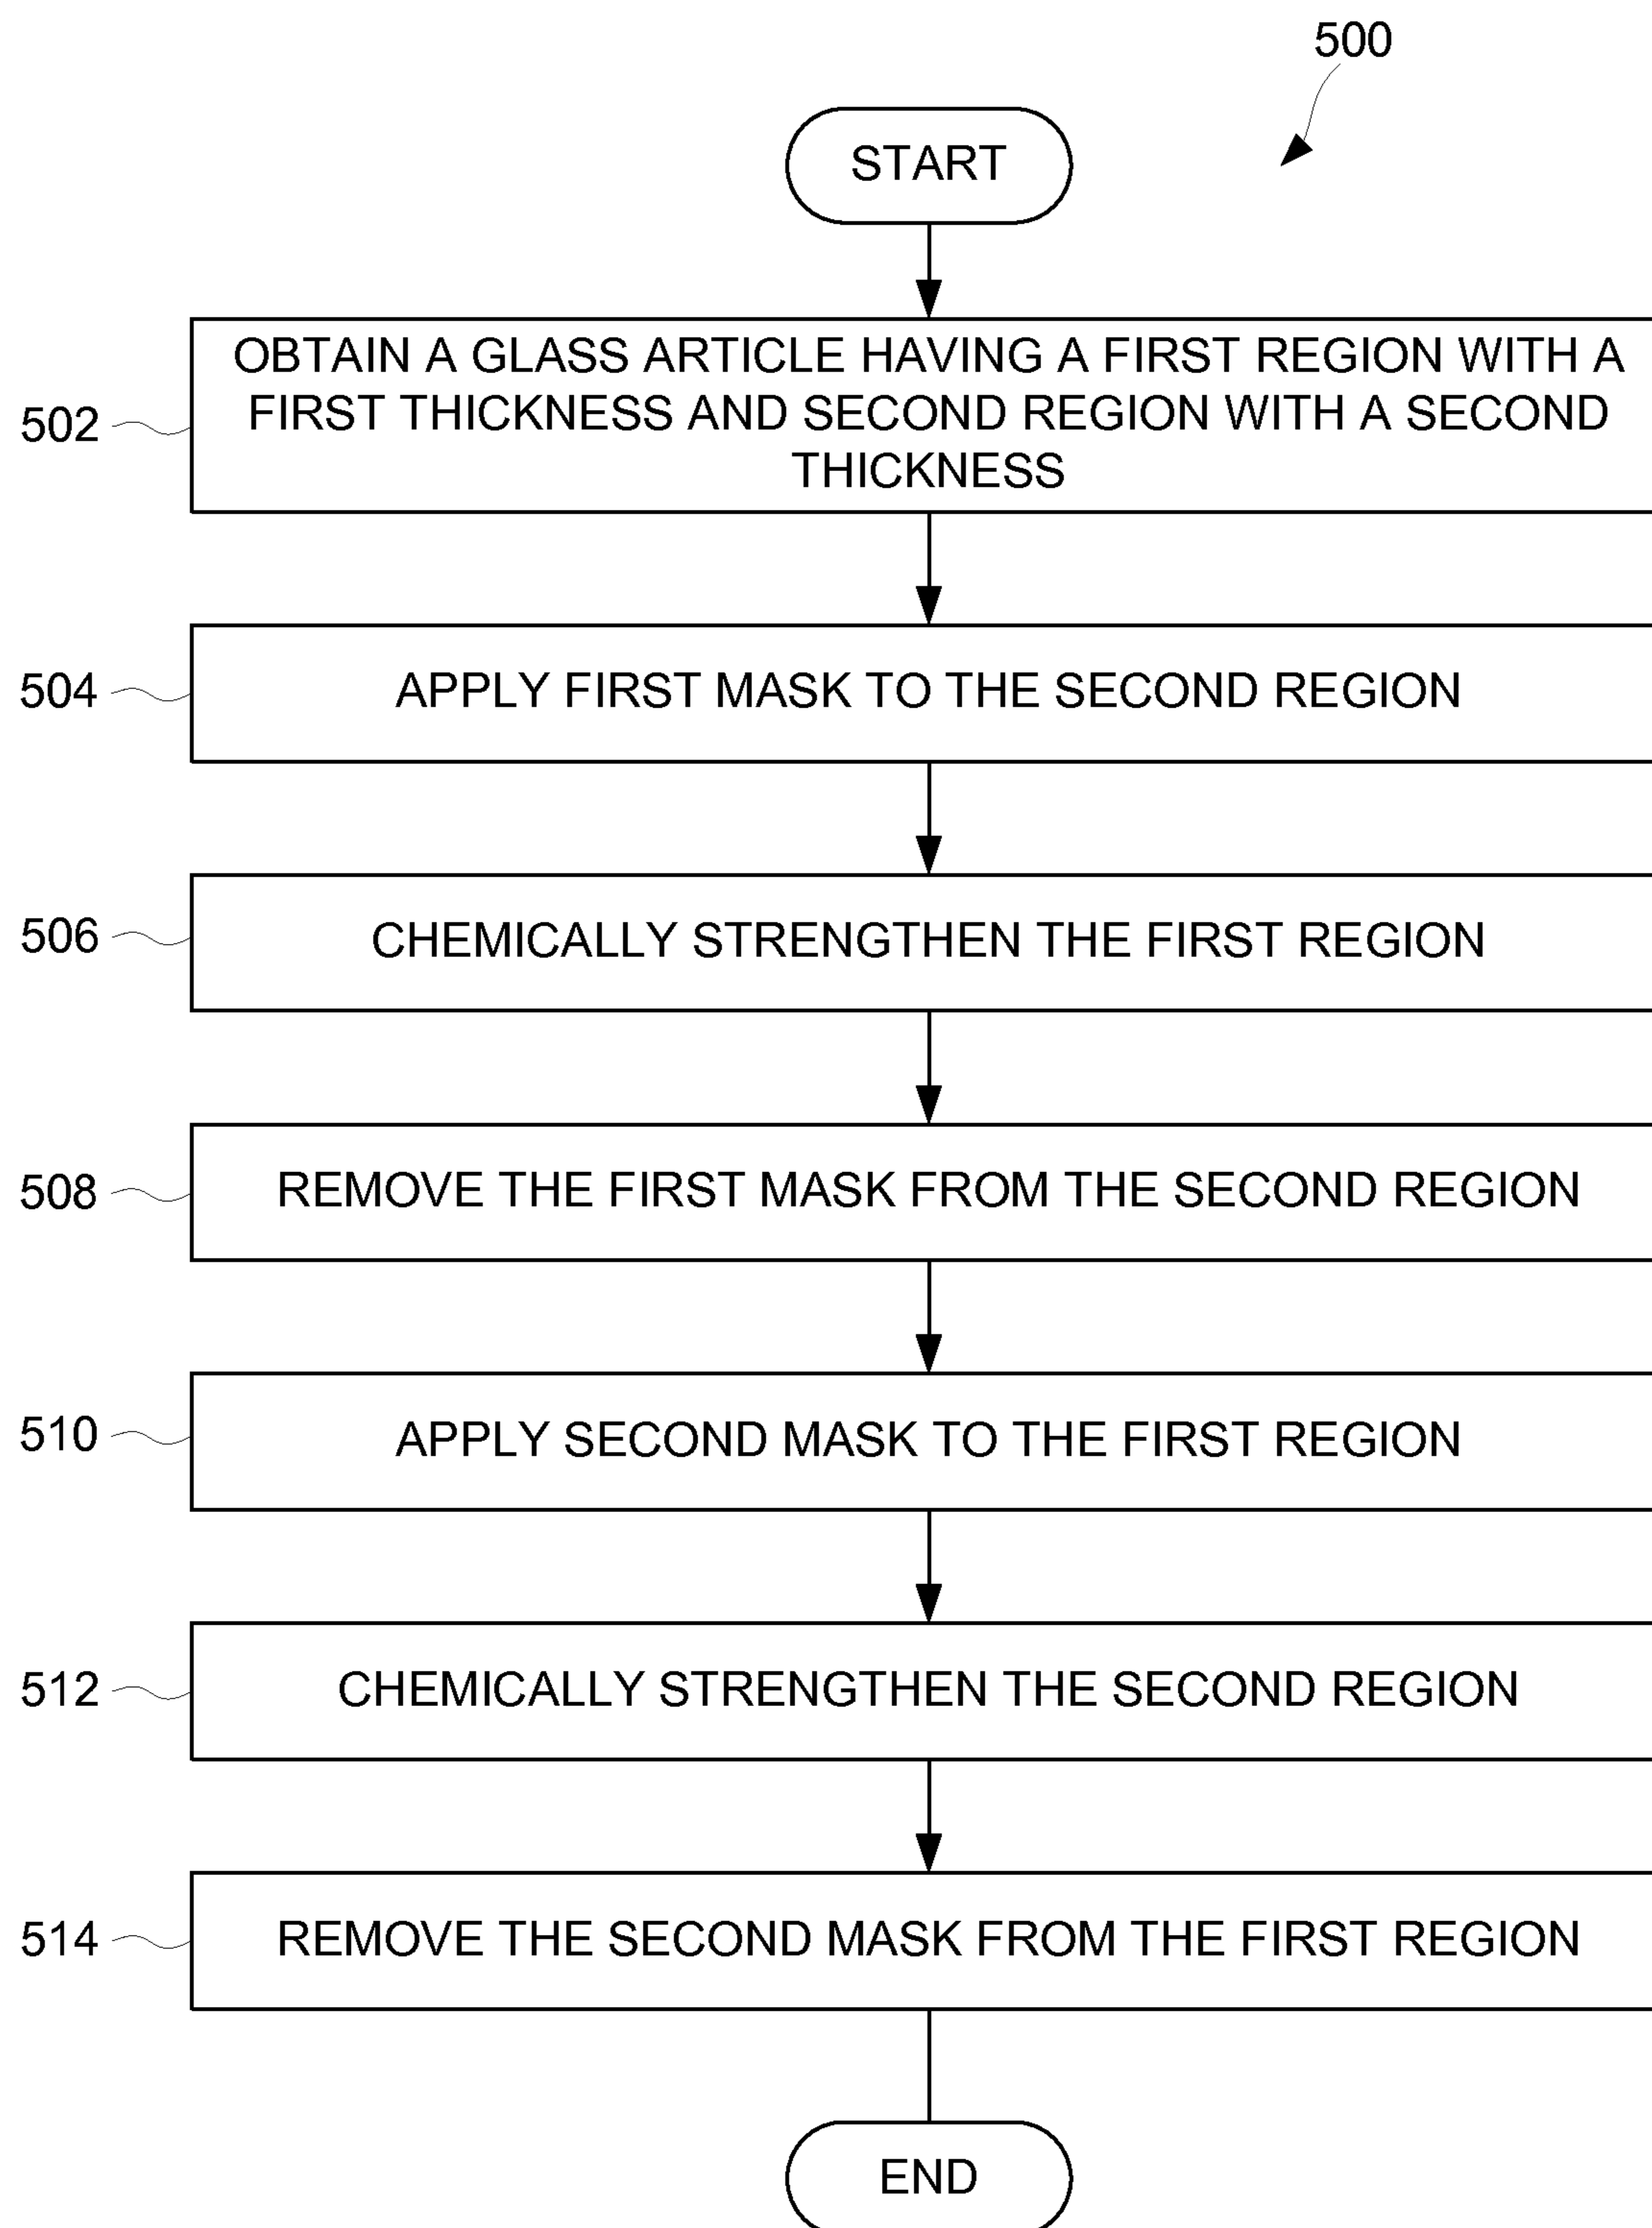 500
START
OBTAIN A GLASS ARTICLE HAVING A FIRST REGION WITH A
FIRST THICKNESS AND SECOND REGION WITH A SECOND
THICKNESS
502
APPLY FIRST MASK TO THE SECOND REGION
504
CHEMICALLY STRENGTHEN THE FIRST REGION
506
REMOVE THE FIRST MASK FROM THE SECOND REGION
508
APPLY SECOND MASK TO THE FIRST REGION
510
CHEMICALLY STRENGTHEN THE SECOND REGION
512
REMOVE THE SECOND MASK FROM THE FIRST REGION
514
END